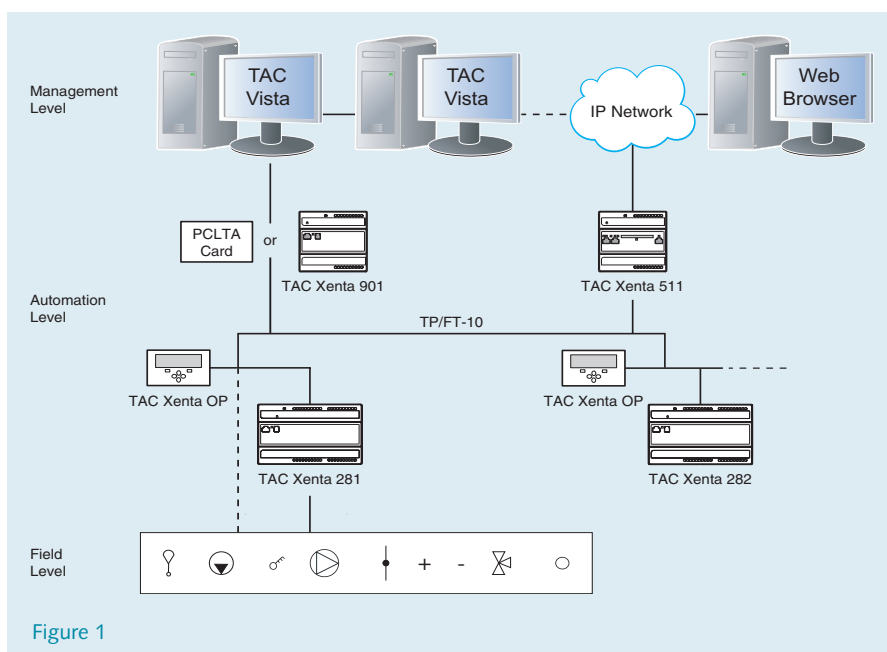 Management
Level
TAC
Vista
TAC
Vista
IP Network
Web
Browser
PCLTA
Card
or
TAC Xenta 901
TAC Xenta 511
Automation
Level
TP/FT-10
TAC Xenta OP
TAC Xenta OP
TAC Xenta 281
TAC Xenta 282
Field
Level
+ -
Figure 1